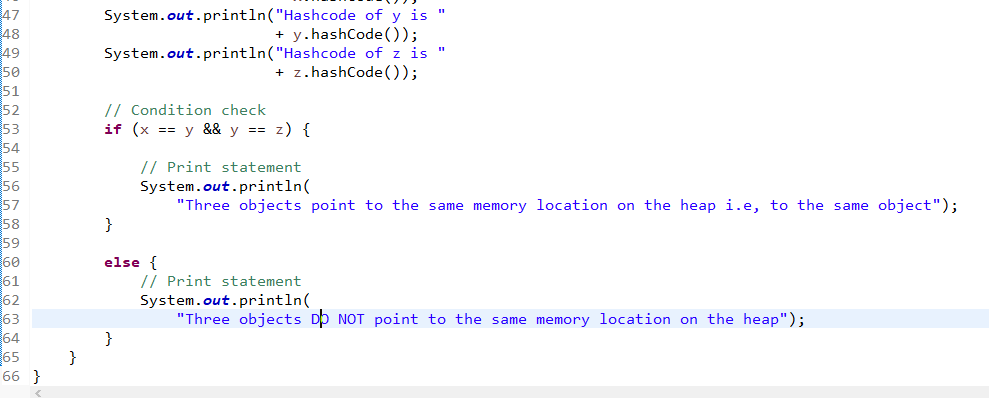 47 System.out.println("Hashcode of y is "
48 + y.hashCode());
49 System.out.println("Hashcode of z is "
50 + z.hashCode());
51
52 // Condition check
53 if (x == y && y == z) {
54
55 // Print statement
56 System.out.println(
57 "Three objects point to the same memory location on the heap i.e, to the same object");
58 }
59
60 else {
61 // Print statement
62 System.out.println(
63 "Three objects DO NOT point to the same memory location on the heap");
64 }
65 }
66 }